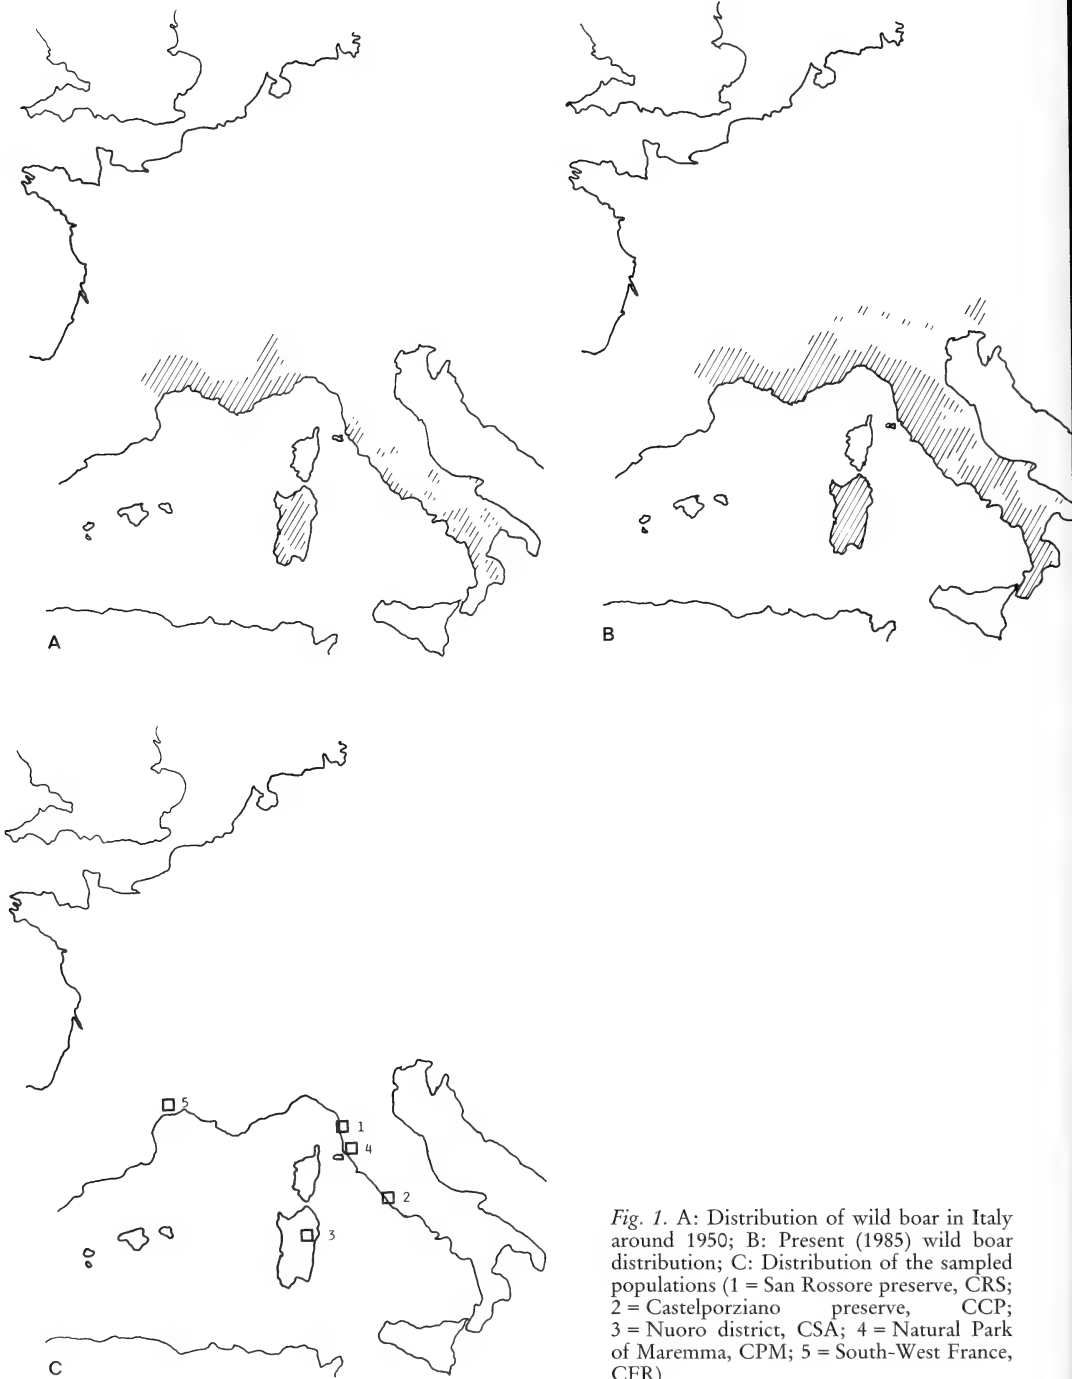 A
B
5
1
4
2
3
C
Fig. 1. A: Distribution of wild boar in Italy
around 1950; B: Present (1985) wild boar
distribution; C: Distribution of the sampled
populations (1 = San Rossore preserve, CRS;
2 = Castelporziano preserve, CCP;
3 = Nuoro district, CSA; 4 = Natural Park
of Maremma, CPM; 5 = South-West France,
CFR)